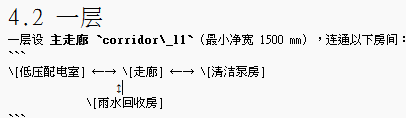 4.2 一层
一层设 主走廊 `corridor\_l1`（最小净宽 1500 mm），连通以下房间：
```
\[低压配电室] ←→ \[走廊] ←→ \[清洁泵房]
↕
\[雨水回收房]
```